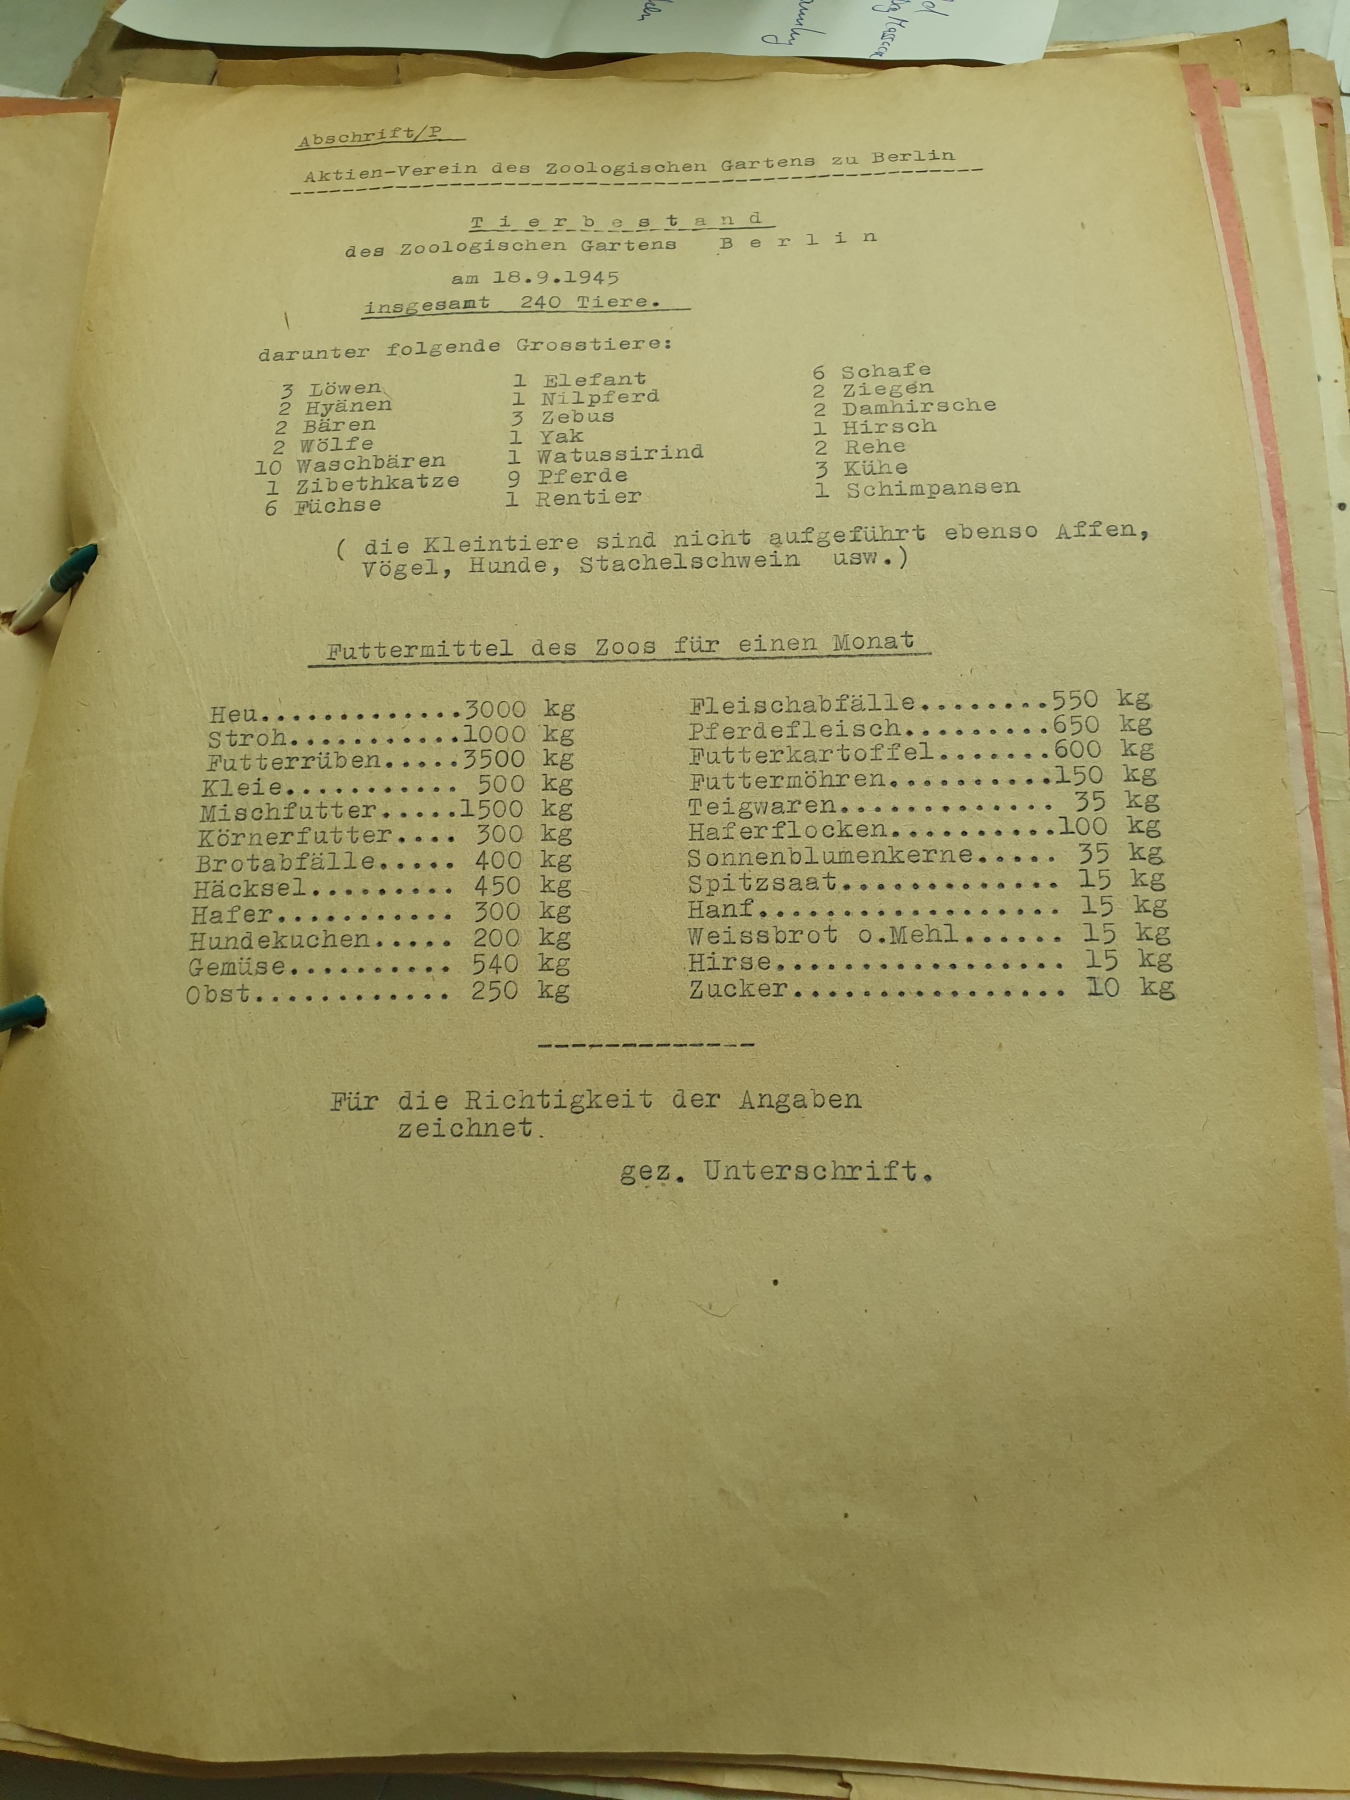 Abschrift/P
Aktien-Verein des Zoologischen Gartens zu Berlin
T i e r b e s t a n d
des Zoologischen Gartens B e r l i n
am 18.9.1945
insgesamt 240 Tiere.
darunter folgende Grosstiere:
3 Löwen 1 Elefant 6 Schafe
2 Hyänen 1 Nilpferd 2 Ziegen
2 Bären 3 Zebus 2 Damhirsche
2 Wölfe 1 Yak 1 Hirsch
10 Waschbären 1 Watussirind 2 Rehe
1 Zibethkatze 9 Pferde 3 Kühe
6 Füchse 1 Rentier 1 Schimpansen
( die Kleintiere sind nicht aufgeführt ebenso Affen,
Vögel, Hunde, Stachelschwein usw.)
Futtermittel des Zoos für einen Monat
Heu.............3000 kg Fleischabfälle........550 kg
Stroh...........1000 kg Pferdefleisch.........650 kg
Futterrüben.....3500 kg Futterkartoffel.......600 kg
Kleie........... 500 kg Futtermöhren..........150 kg
Mischfutter.....1500 kg Teigwaren............. 35 kg
Körnerfutter.... 300 kg Haferflocken..........100 kg
Brotabfälle..... 400 kg Sonnenblumenkerne..... 35 kg
Häcksel......... 450 kg Spitzsaat............. 15 kg
Hafer........... 300 kg Hanf.................. 15 kg
Hundekuchen..... 200 kg Weissbrot o.Mehl...... 15 kg
Gemüse.......... 540 kg Hirse................. 15 kg
Obst............ 250 kg Zucker................ 10 kg
Für die Richtigkeit der Angaben
zeichnet.
gez. Unterschrift.